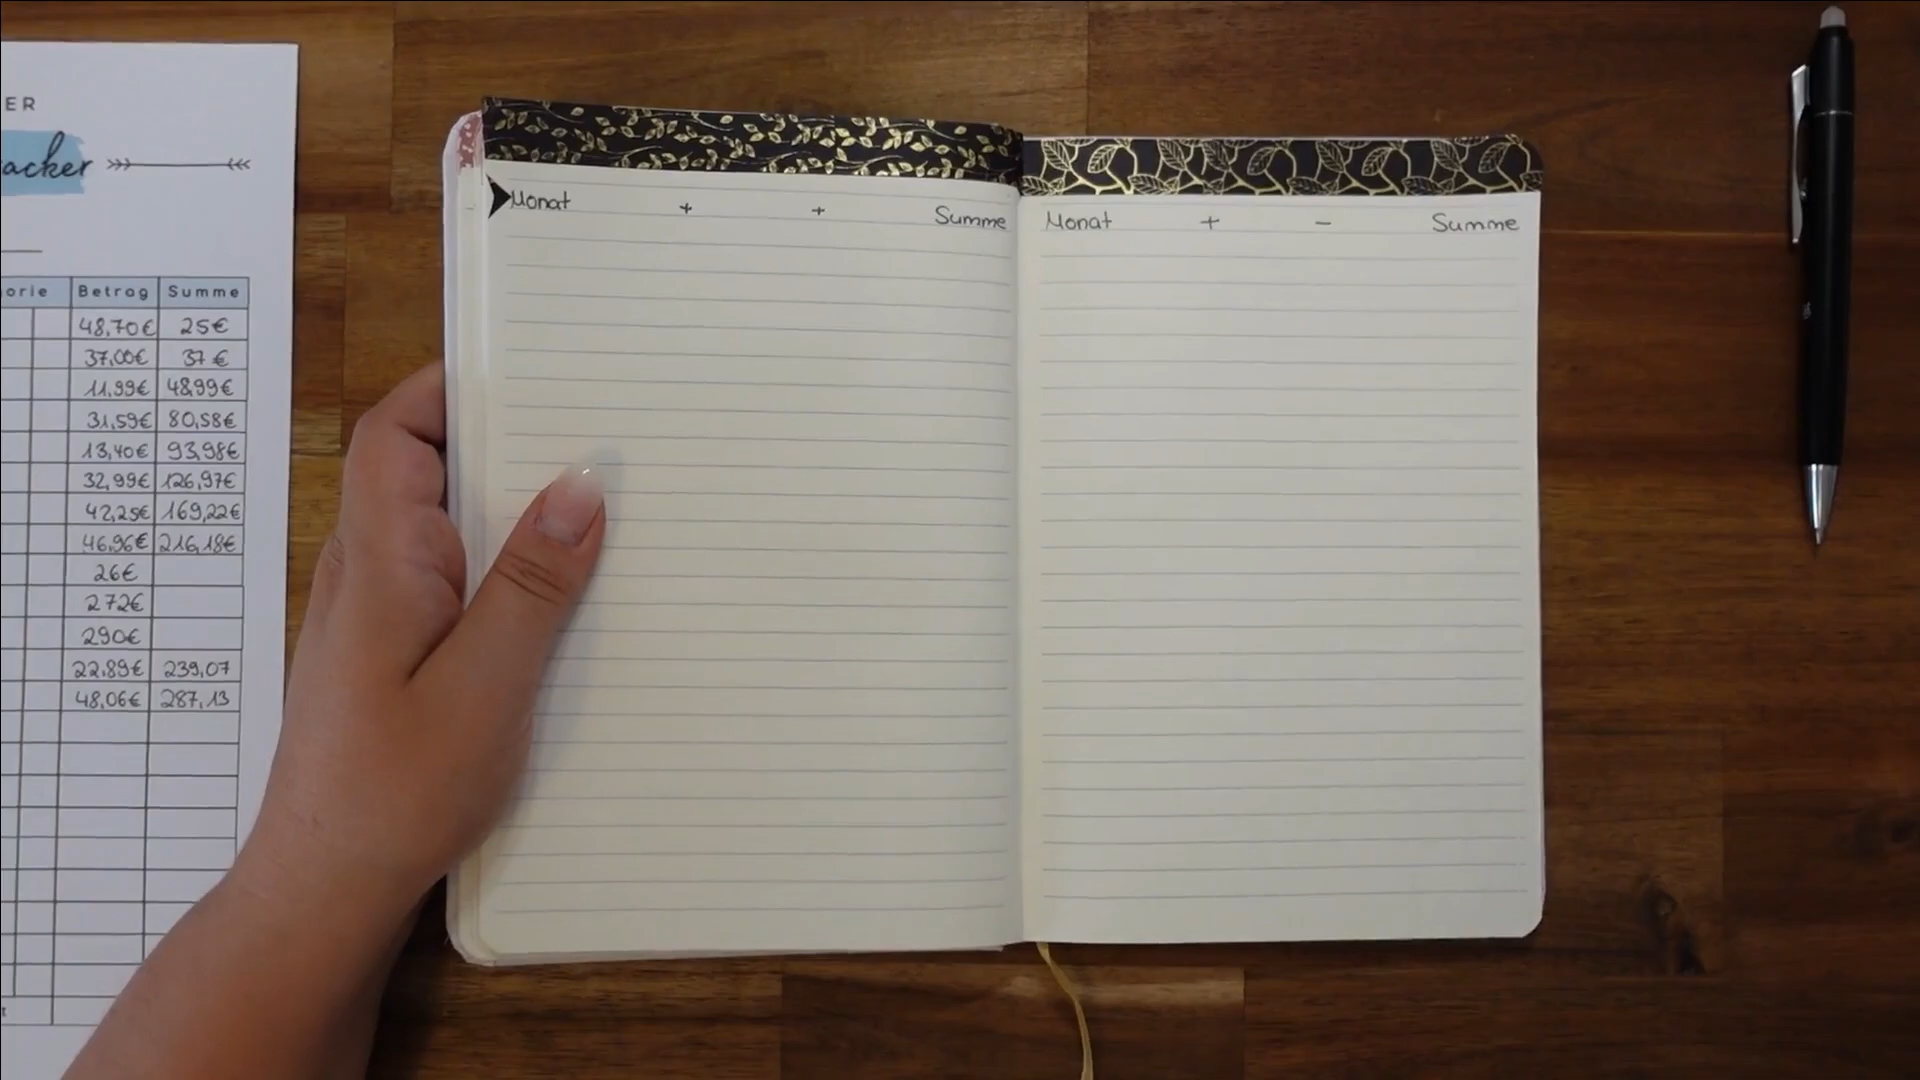 ER
acker
orie Betrag Summe
48,70€ 25€
37,00€ 37€
11,99€ 48,99€
31,59€ 80,58€
13,40€ 93,98€
32,99€ 126,97€
42,25€ 169,22€
46,96€ 216,18€
26€
272€
290€
22,89€ 239,07
48,06€ 287,13
t
Monat + + Summe
Monat + - Summe